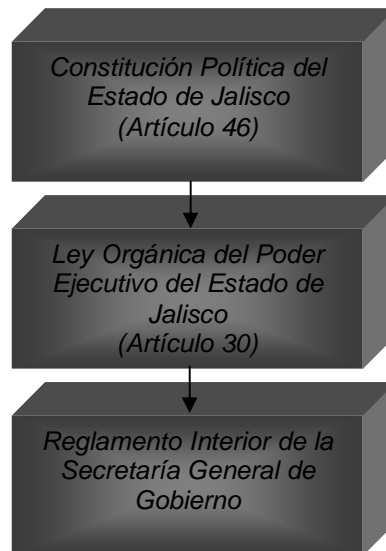 Constitución Política del
Estado de Jalisco
(Artículo 46)
Ley Orgánica del Poder
Ejecutivo del Estado de
Jalisco
(Artículo 30)
Reglamento Interior de la
Secretaría General de
Gobierno